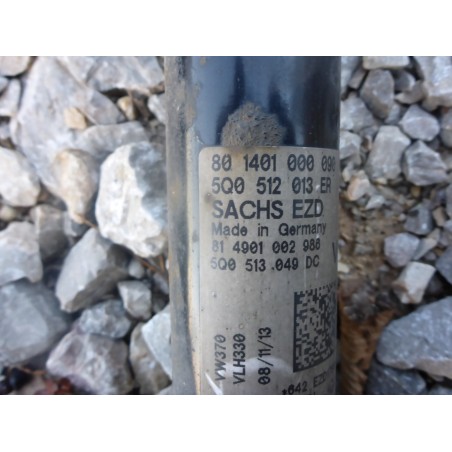 80 1401 000 090
5Q0 512 013 ER
SACHS EZD
Made in Germany
81 4901 002 986
5Q0 513.049 DC
VW370
VLH330
08/11/13